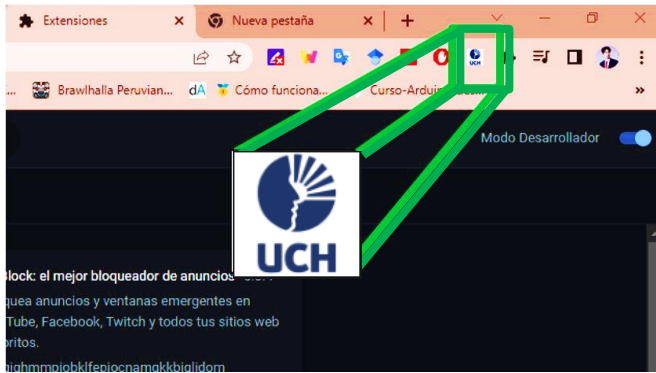 Extensiones
Nueva pestaña
... Brawlhalla Peruvian... dA Cómo funciona... Curso-Arduin
Modo Desarrollador
UCH
UCH
Block: el mejor bloqueador de anuncios
quea anuncios y ventanas emergentes en
Tube, Facebook, Twitch y todos tus sitios web
oritos.